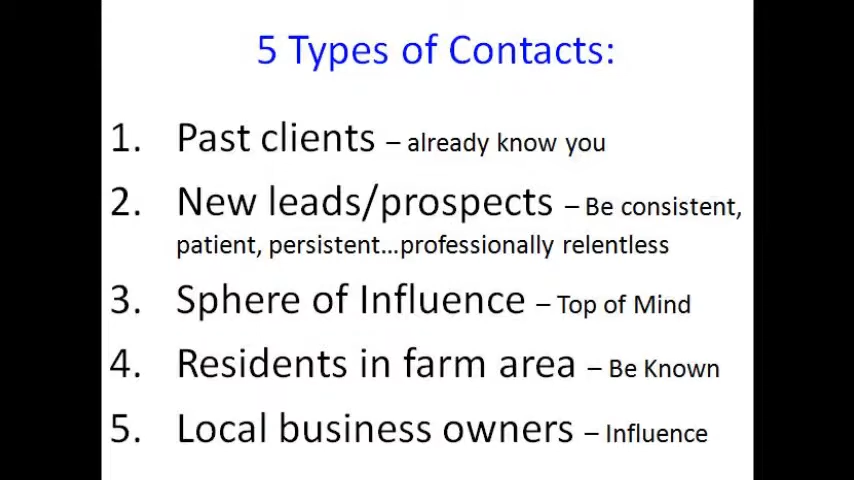 5 Types of Contacts:
1. Past clients – already know you
2. New leads/prospects – Be consistent,
patient, persistent...professionally relentless
3. Sphere of Influence – Top of Mind
4. Residents in farm area – Be Known
5. Local business owners – Influence